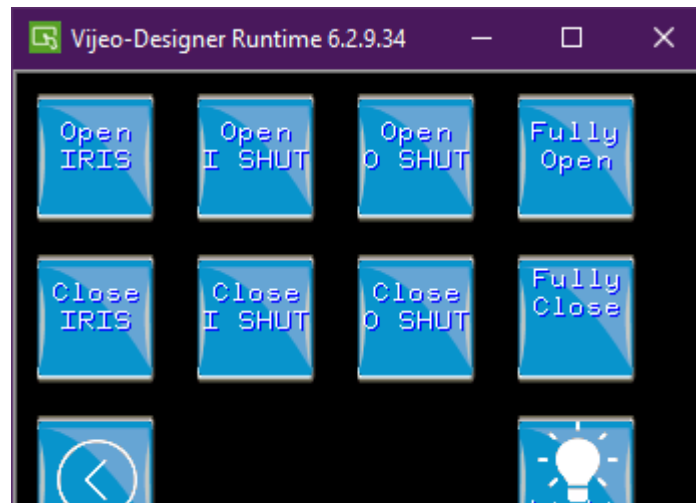 Vijeo-Designer Runtime 6.2.9.34
Open
IRIS
Open
I SHUT
Open
O SHUT
Fully
Open
Close
IRIS
Close
I SHUT
Close
O SHUT
Fully
Close